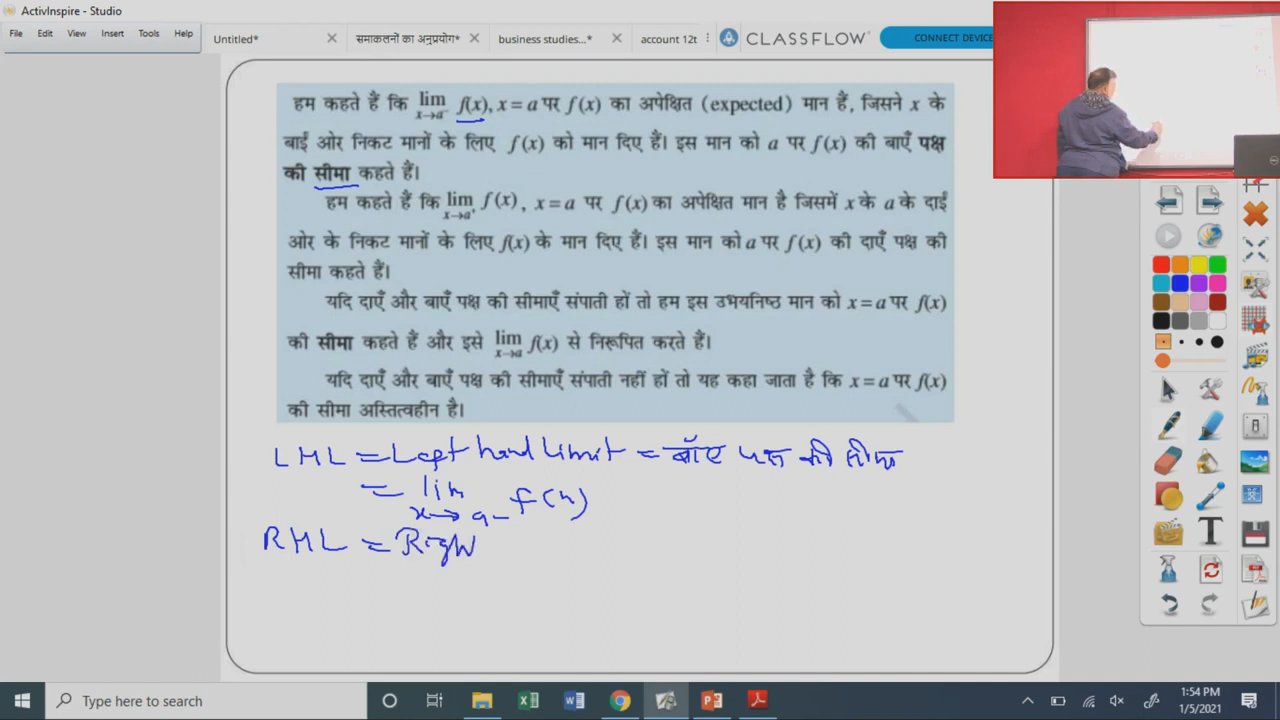 ActivInspire - Studio
File Edit View Insert Tools Help
Untitled* समाकलनों का अनुप्रयोग* business studies...* account 12t CLASSFLOW CONNECT DEVICE
हम कहते हैं कि lim x→a⁻ f(x), x = a पर f(x) का अपेक्षित (expected) मान हैं, जिसने x के
बाईं ओर निकट मानों के लिए f(x) को मान दिए हैं। इस मान को a पर f(x) की बाएँ पक्ष
की सीमा कहते हैं।
हम कहते हैं कि lim x→a⁺ f(x), x = a पर f(x) का अपेक्षित मान है जिसमें x के a के दाईं
ओर के निकट मानों के लिए f(x) के मान दिए हैं। इस मान को a पर f(x) की दाएँ पक्ष की
सीमा कहते हैं।
यदि दाएँ और बाएँ पक्ष की सीमाएँ संपाती हों तो हम इस उभयनिष्ठ मान को x = a पर f(x)
की सीमा कहते हैं और इसे lim x→a f(x) से निरूपित करते हैं।
यदि दाएँ और बाएँ पक्ष की सीमाएँ संपाती नहीं हों तो यह कहा जाता है कि x = a पर f(x)
की सीमा अस्तित्वहीन है।
LHL = Left hand Limit = बाँए पक्ष की सीमा
= lim x→a- f(x)
RHL = Righ
Type here to search
1:54 PM
1/5/2021